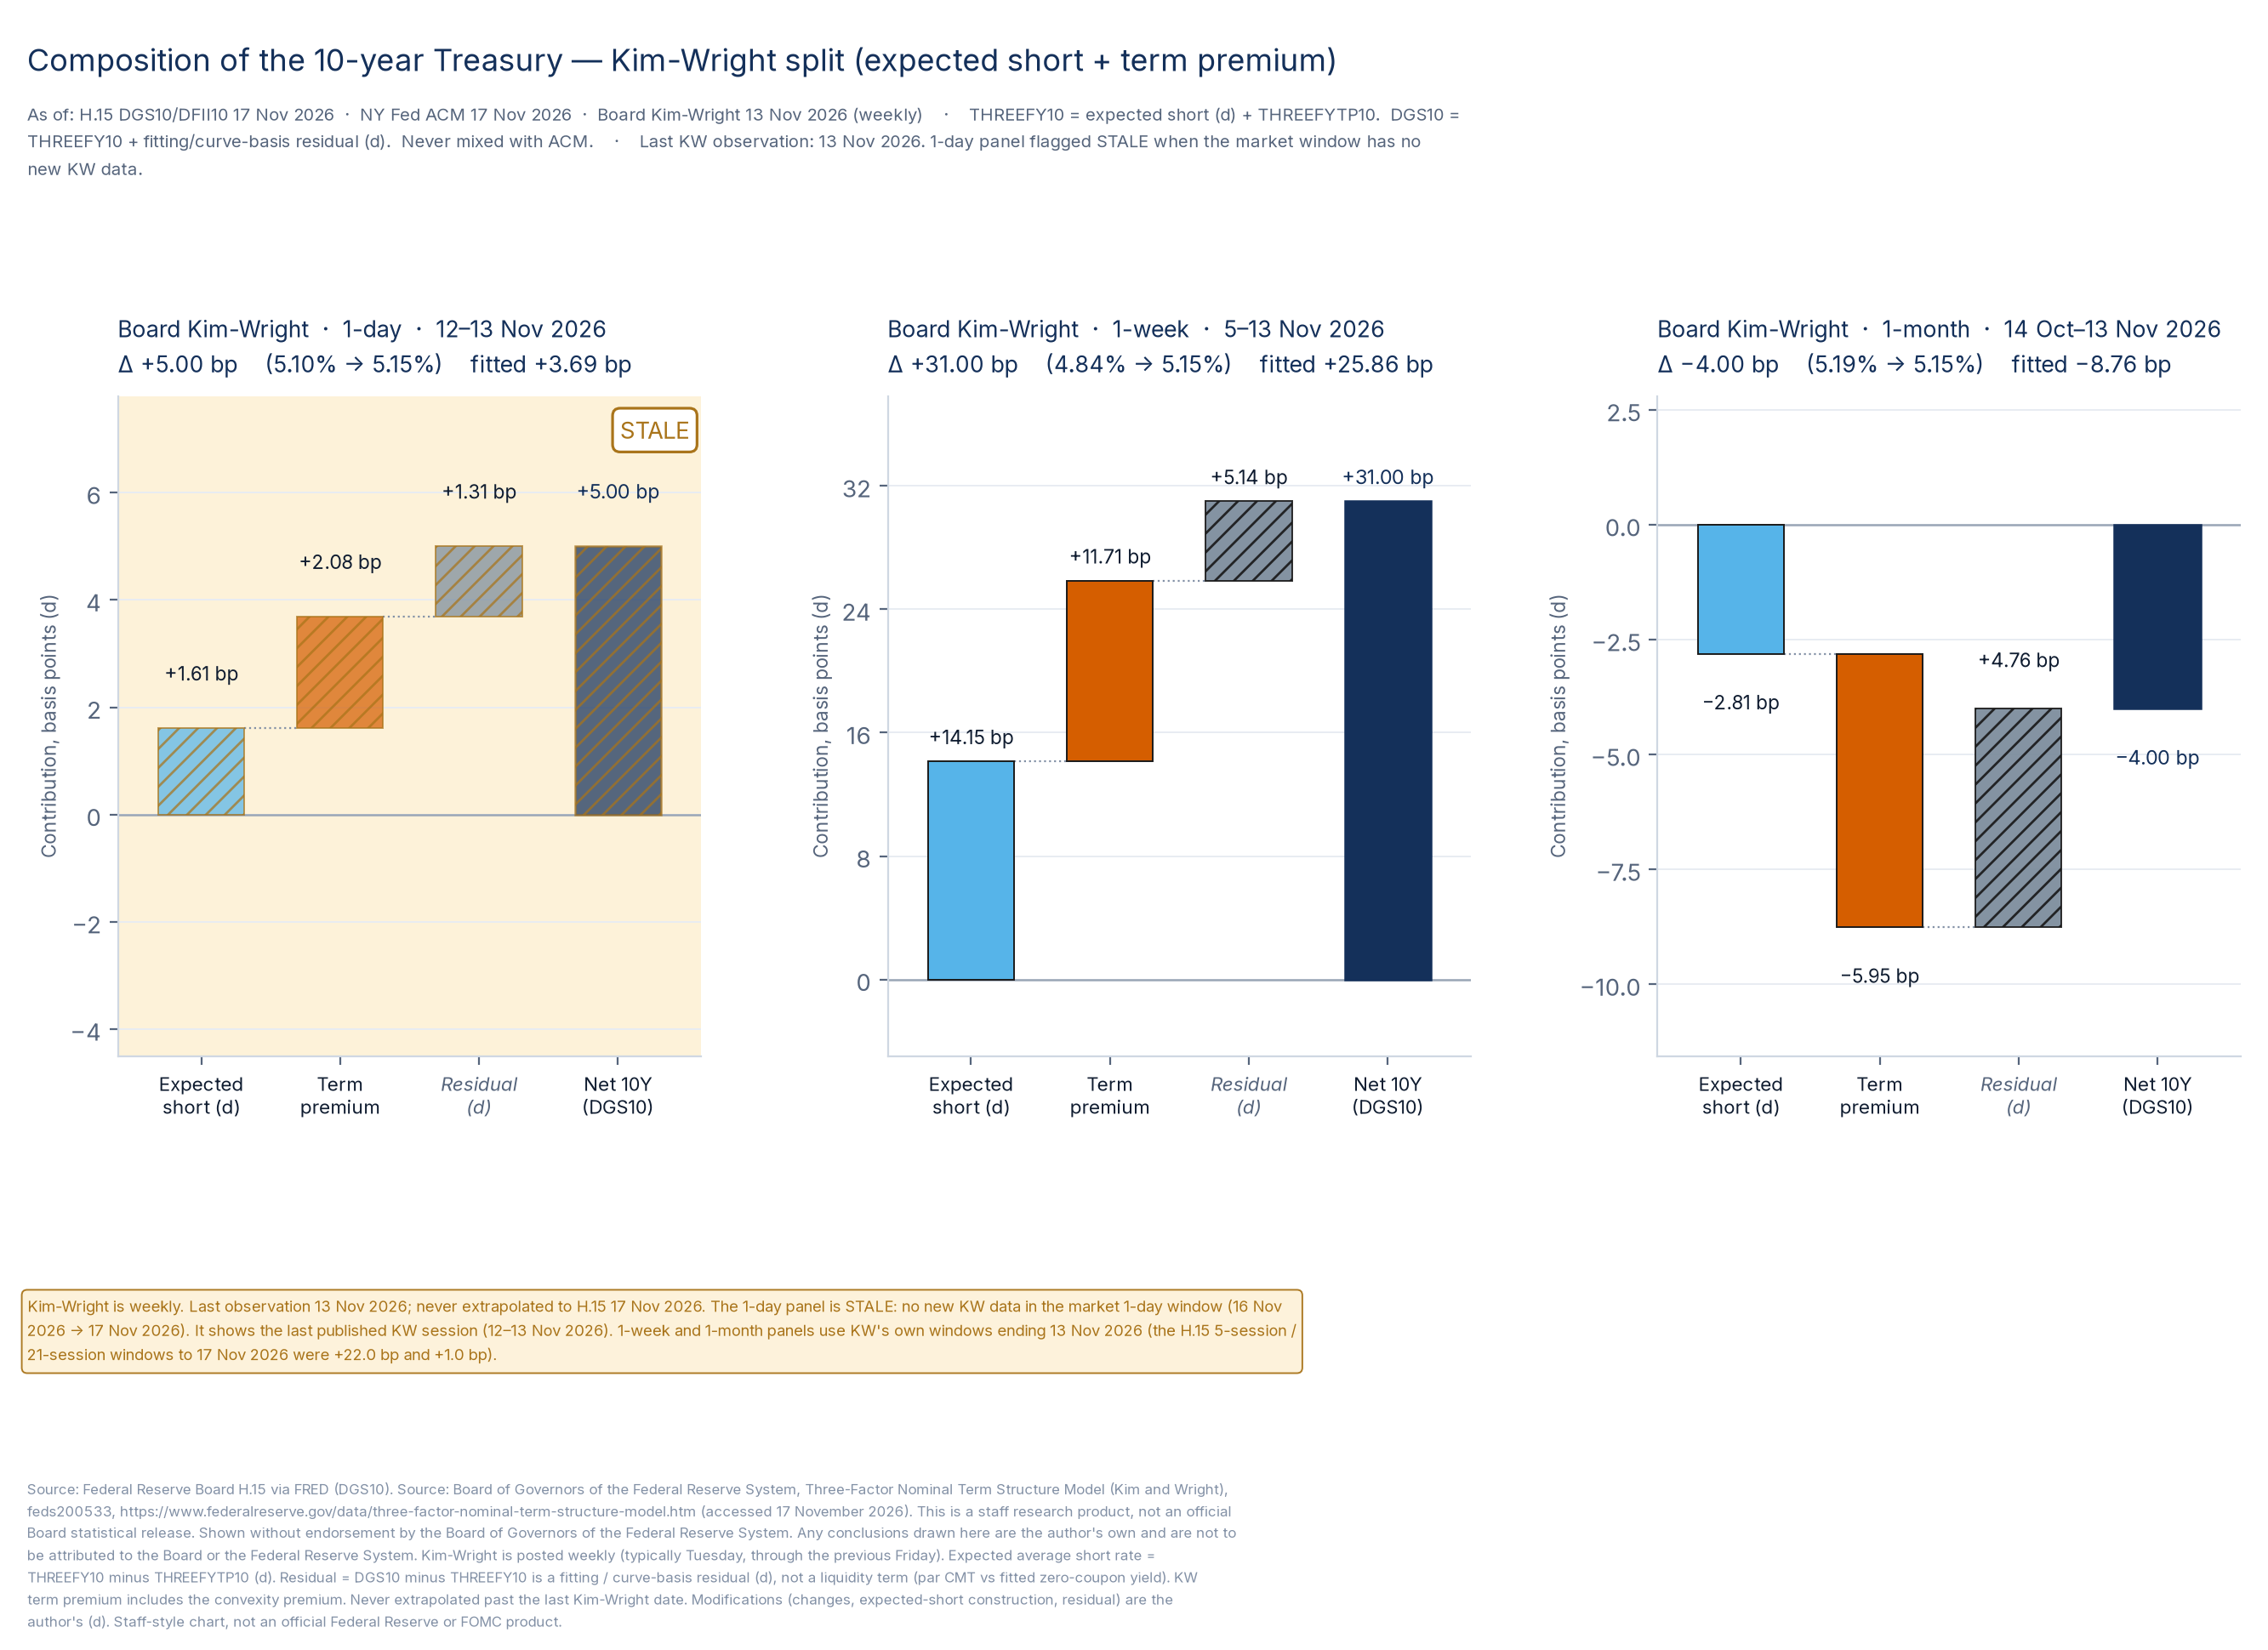 Composition of the 10-year Treasury — Kim-Wright split (expected short + term premium)
As of: H.15 DGS10/DFII10 17 Nov 2026 · NY Fed ACM 17 Nov 2026 · Board Kim-Wright 13 Nov 2026 (weekly) · THREEFY10 = expected short (d) + THREEFYTP10. DGS10 =
THREEFY10 + fitting/curve-basis residual (d). Never mixed with ACM. · Last KW observation: 13 Nov 2026. 1-day panel flagged STALE when the market window has no
new KW data.
Board Kim-Wright · 1-day · 12–13 Nov 2026
Δ +5.00 bp (5.10% → 5.15%) fitted +3.69 bp
STALE
Contribution, basis points (d)
6
4
2
0
−2
−4
+1.61 bp
+2.08 bp
+1.31 bp
+5.00 bp
Expected
short (d)
Term
premium
Residual
(d)
Net 10Y
(DGS10)
Board Kim-Wright · 1-week · 5–13 Nov 2026
Δ +31.00 bp (4.84% → 5.15%) fitted +25.86 bp
Contribution, basis points (d)
32
24
16
8
0
+14.15 bp
+11.71 bp
+5.14 bp
+31.00 bp
Expected
short (d)
Term
premium
Residual
(d)
Net 10Y
(DGS10)
Board Kim-Wright · 1-month · 14 Oct–13 Nov 2026
Δ −4.00 bp (5.19% → 5.15%) fitted −8.76 bp
Contribution, basis points (d)
2.5
0.0
−2.5
−5.0
−7.5
−10.0
−2.81 bp
−5.95 bp
+4.76 bp
−4.00 bp
Expected
short (d)
Term
premium
Residual
(d)
Net 10Y
(DGS10)
Kim-Wright is weekly. Last observation 13 Nov 2026; never extrapolated to H.15 17 Nov 2026. The 1-day panel is STALE: no new KW data in the market 1-day window (16 Nov
2026 → 17 Nov 2026). It shows the last published KW session (12–13 Nov 2026). 1-week and 1-month panels use KW's own windows ending 13 Nov 2026 (the H.15 5-session /
21-session windows to 17 Nov 2026 were +22.0 bp and +1.0 bp).
Source: Federal Reserve Board H.15 via FRED (DGS10). Source: Board of Governors of the Federal Reserve System, Three-Factor Nominal Term Structure Model (Kim and Wright),
feds200533, https://www.federalreserve.gov/data/three-factor-nominal-term-structure-model.htm (accessed 17 November 2026). This is a staff research product, not an official
Board statistical release. Shown without endorsement by the Board of Governors of the Federal Reserve System. Any conclusions drawn here are the author's own and are not to
be attributed to the Board or the Federal Reserve System. Kim-Wright is posted weekly (typically Tuesday, through the previous Friday). Expected average short rate =
THREEFY10 minus THREEFYTP10 (d). Residual = DGS10 minus THREEFY10 is a fitting / curve-basis residual (d), not a liquidity term (par CMT vs fitted zero-coupon yield). KW
term premium includes the convexity premium. Never extrapolated past the last Kim-Wright date. Modifications (changes, expected-short construction, residual) are the
author's (d). Staff-style chart, not an official Federal Reserve or FOMC product.